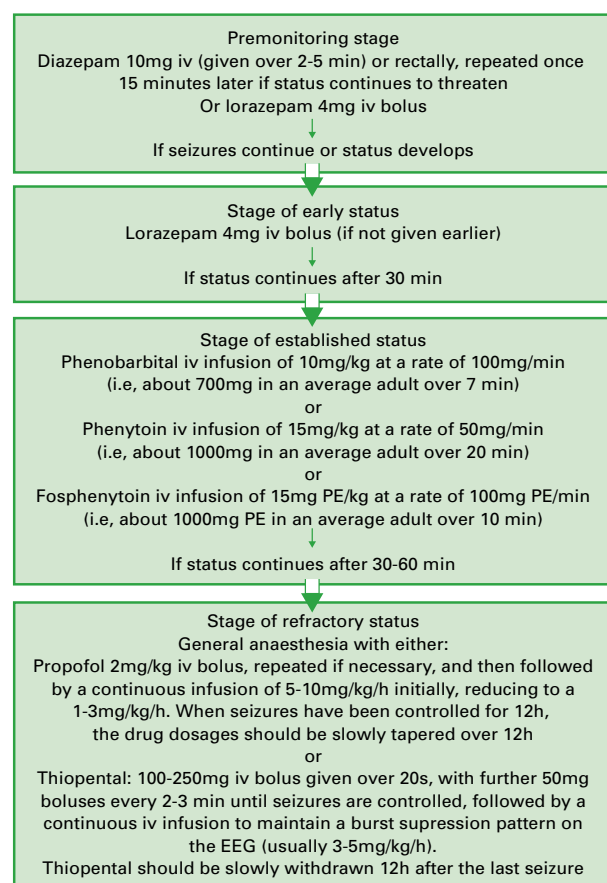 Premonitoring stage
Diazepam 10mg iv (given over 2-5 min) or rectally, repeated once
15 minutes later if status continues to threaten
Or lorazepam 4mg iv bolus
If seizures continue or status develops
Stage of early status
Lorazepam 4mg iv bolus (if not given earlier)
If status continues after 30 min
Stage of established status
Phenobarbital iv infusion of 10mg/kg at a rate of 100mg/min
(i.e, about 700mg in an average adult over 7 min)
or
Phenytoin iv infusion of 15mg/kg at a rate of 50mg/min
(i.e, about 1000mg in an average adult over 20 min)
or
Fosphenytoin iv infusion of 15mg PE/kg at a rate of 100mg PE/min
(i.e, about 1000mg PE in an average adult over 10 min)
If status continues after 30-60 min
Stage of refractory status
General anaesthesia with either:
Propofol 2mg/kg iv bolus, repeated if necessary, and then followed
by a continuous infusion of 5-10mg/kg/h initially, reducing to a
1-3mg/kg/h. When seizures have been controlled for 12h,
the drug dosages should be slowly tapered over 12h
or
Thiopental: 100-250mg iv bolus given over 20s, with further 50mg
boluses every 2-3 min until seizures are controlled, followed by a
continuous iv infusion to maintain a burst supression pattern on
the EEG (usually 3-5mg/kg/h).
Thiopental should be slowly withdrawn 12h after the last seizure